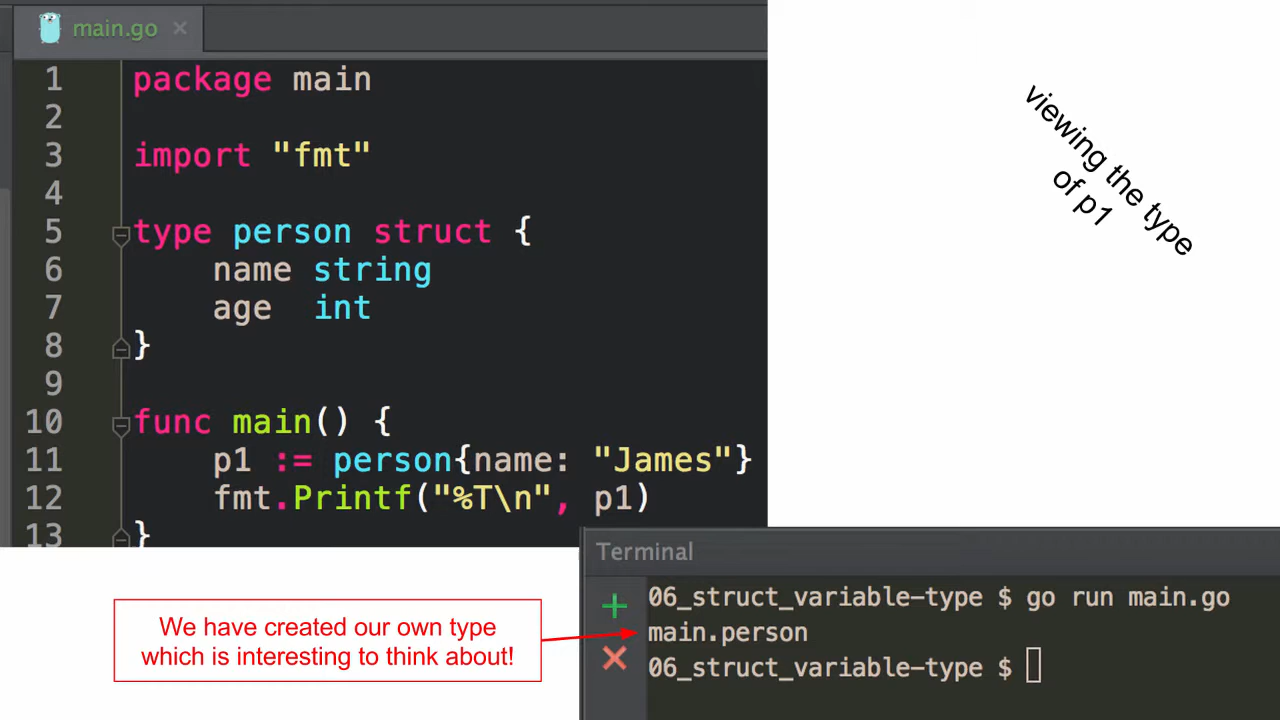 main.go
1 package main
2
3 import "fmt"
4
5 type person struct {
6 name string
7 age int
8 }
9
10 func main() {
11 p1 := person{name: "James"}
12 fmt.Printf("%T\n", p1)
13 }
viewing the type
of p1
Terminal
06_struct_variable-type $ go run main.go
main.person
06_struct_variable-type $
We have created our own type
which is interesting to think about!